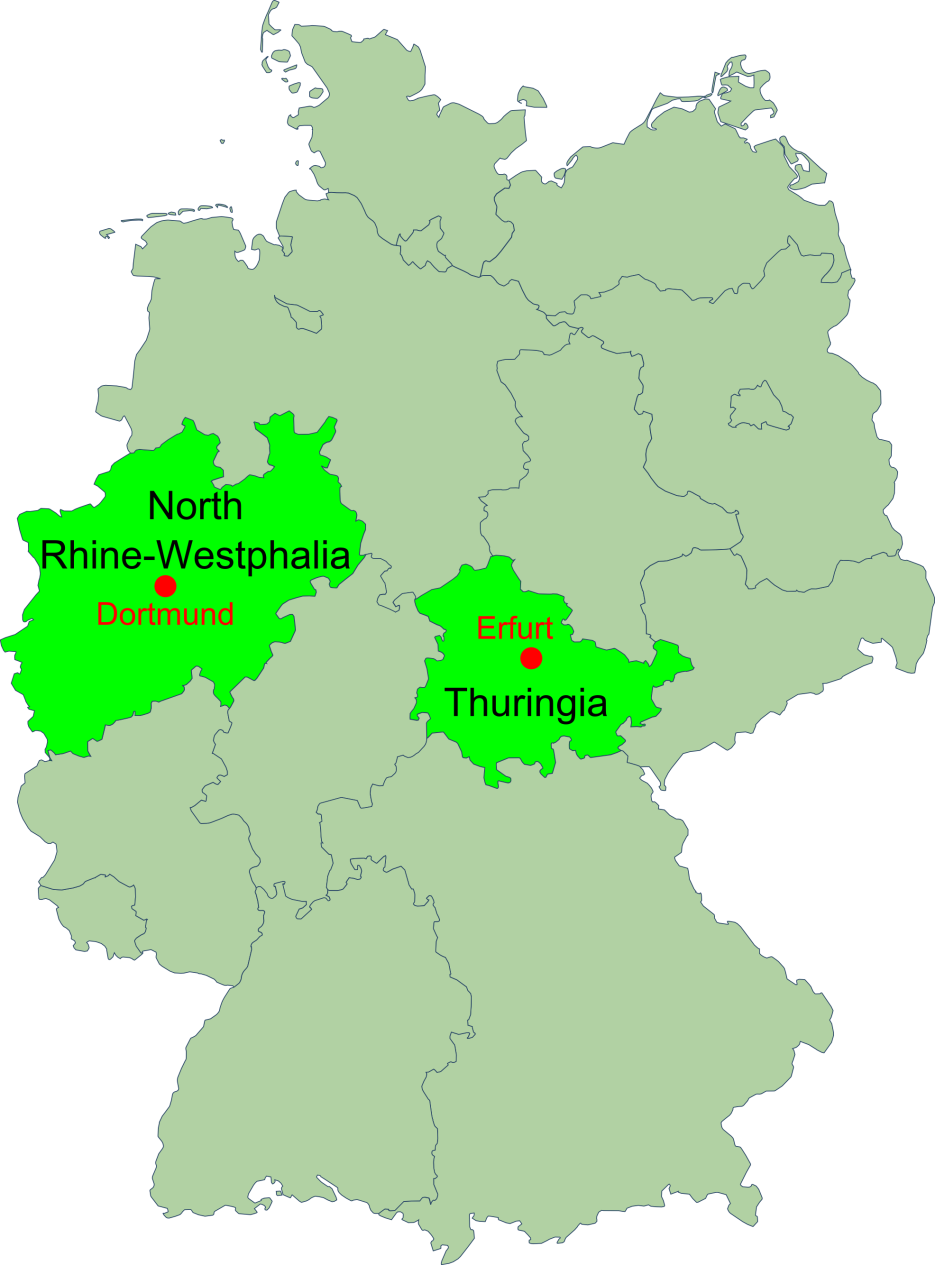 North
Rhine-Westphalia
Dortmund
Erfurt
Thuringia